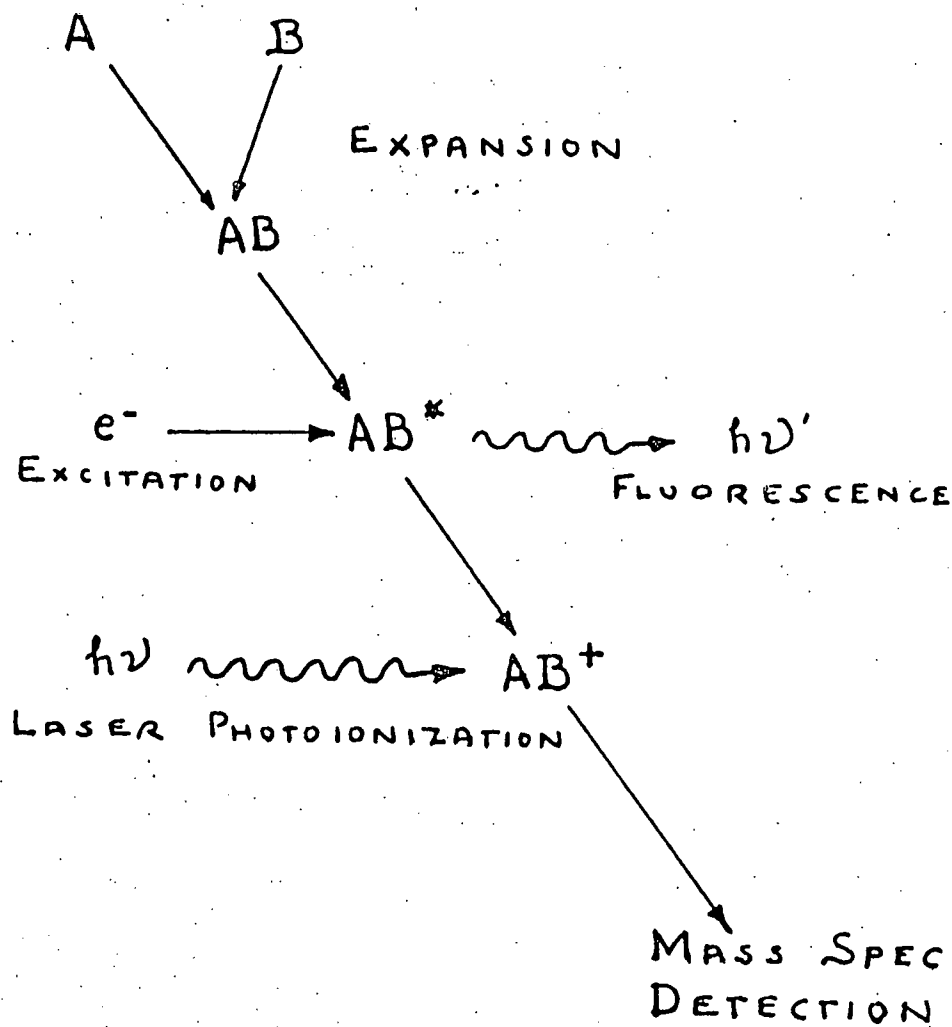 A B
EXPANSION
AB
e⁻ AB* hν'
EXCITATION
FLUORESCENCE
hν AB⁺
LASER PHOTOIONIZATION
MASS SPEC
DETECTION